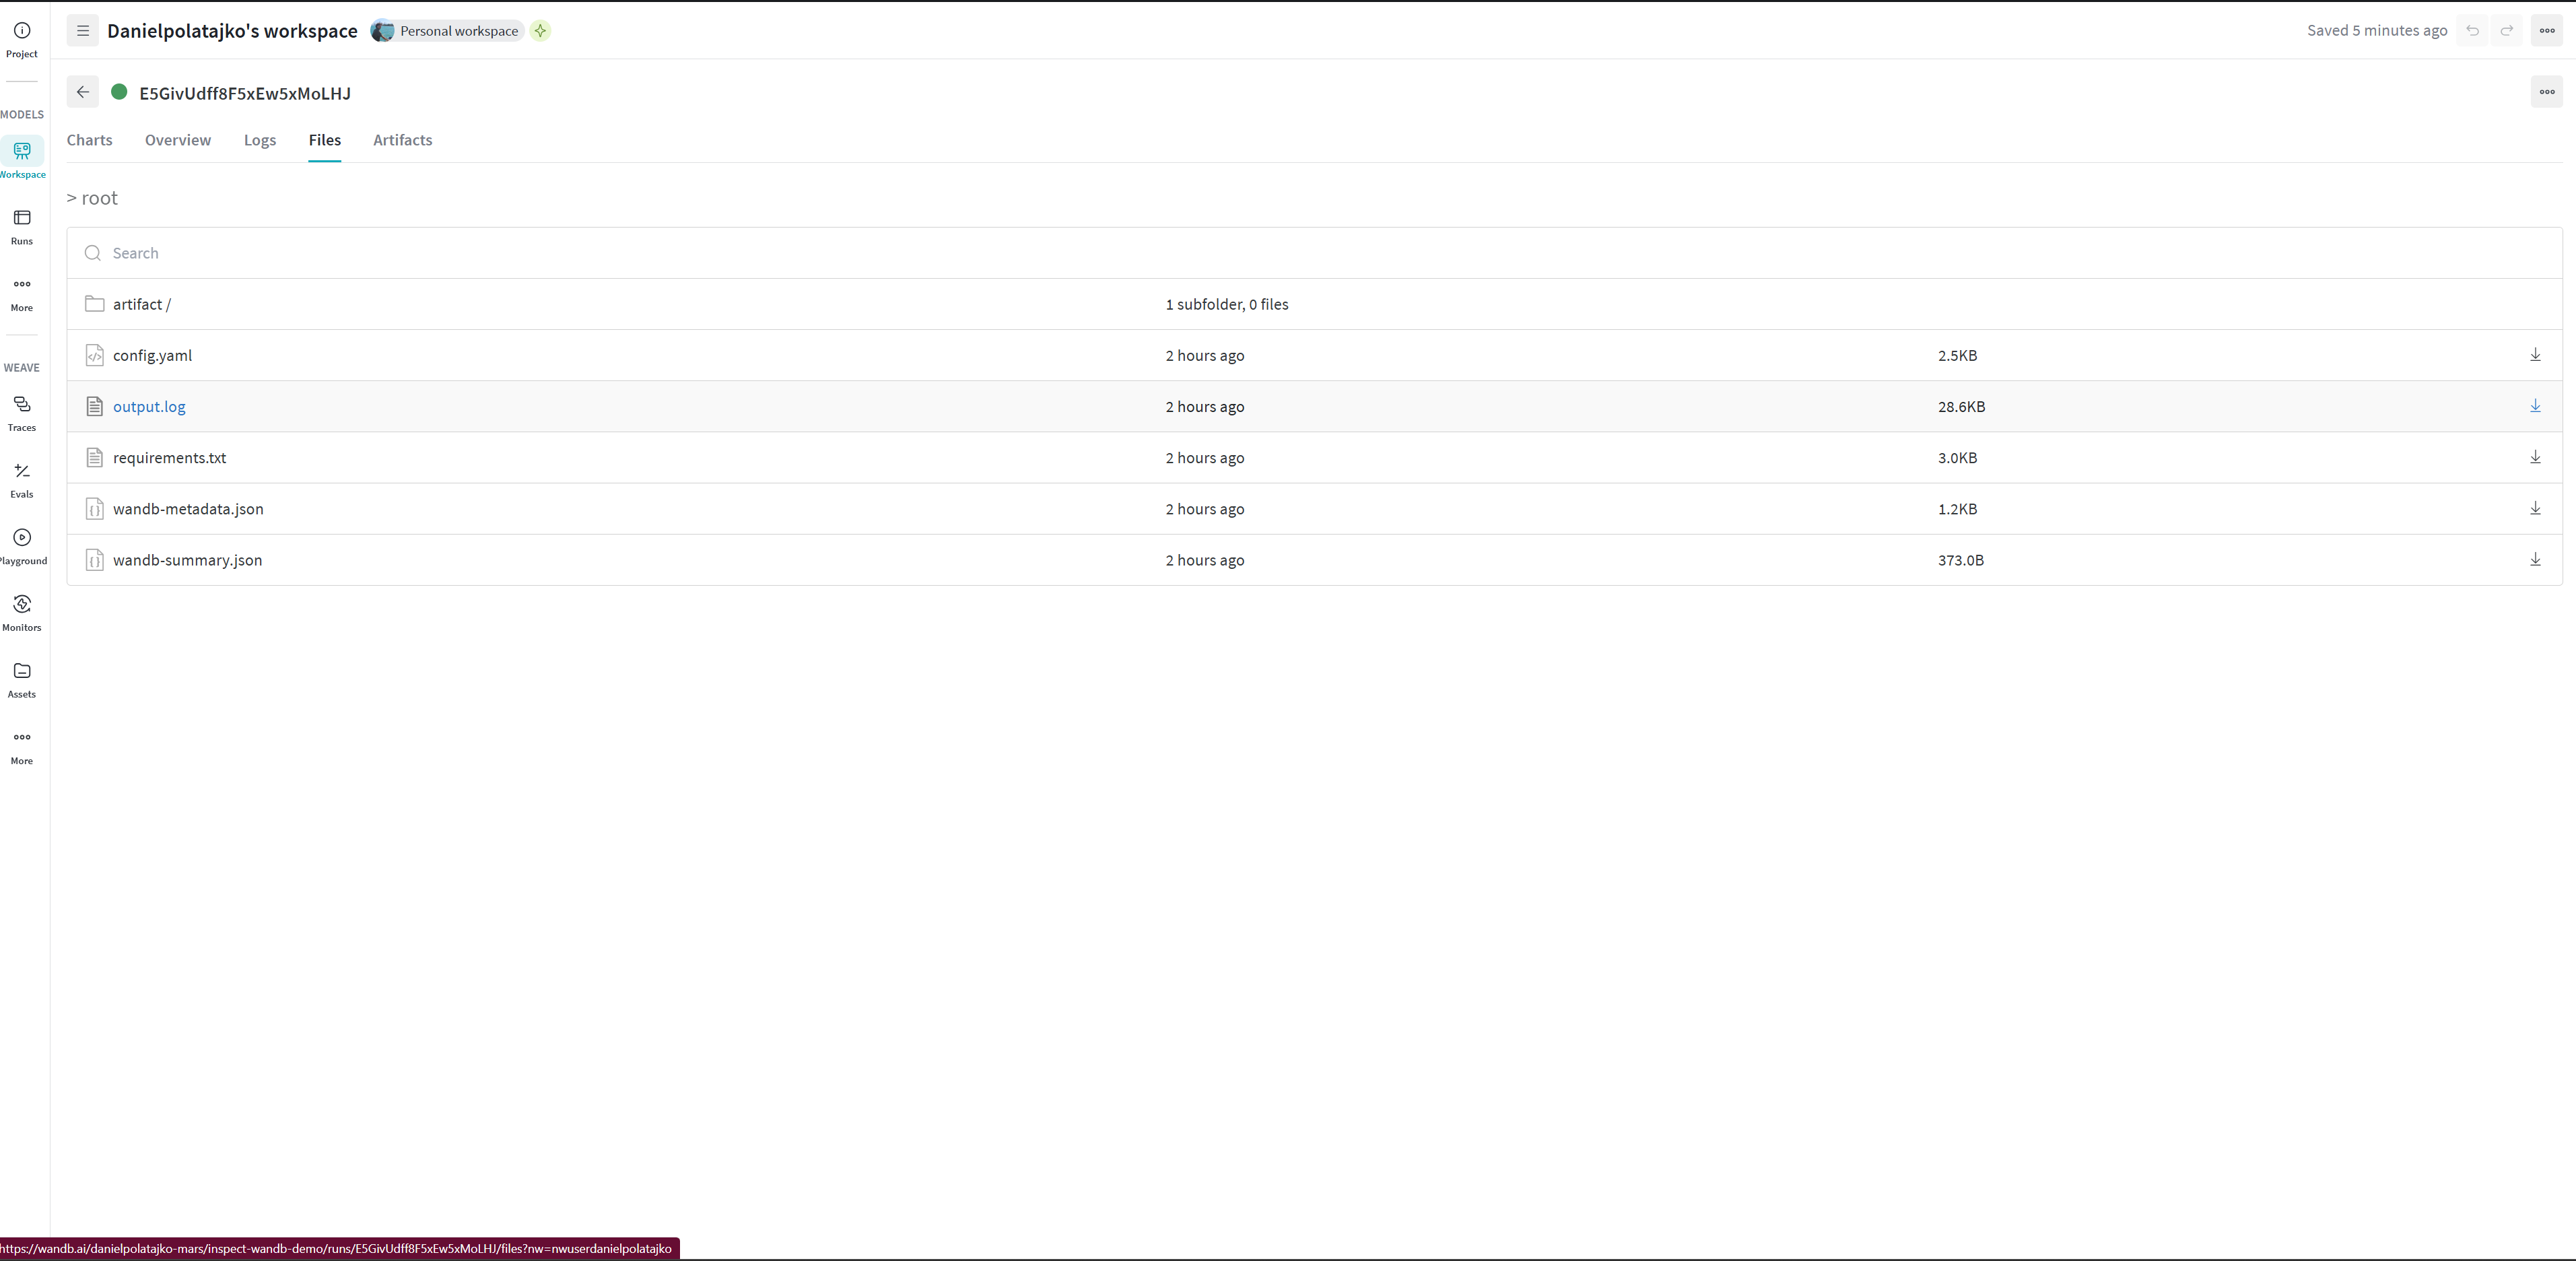 Project
MODELS
Workspace
Runs
More
WEAVE
Traces
Evals
Playground
Monitors
Assets
More
Danielpolatajko's workspace
Personal workspace
Saved 5 minutes ago
E5GivUdff8F5xEw5xMoLHJ
Charts Overview Logs Files Artifacts
> root
Search
artifact / 1 subfolder, 0 files
config.yaml 2 hours ago 2.5KB
output.log 2 hours ago 28.6KB
requirements.txt 2 hours ago 3.0KB
wandb-metadata.json 2 hours ago 1.2KB
wandb-summary.json 2 hours ago 373.0B
https://wandb.ai/danielpolatajko-mars/inspect-wandb-demo/runs/E5GivUdff8F5xEw5xMoLHJ/files?nw=nwuserdanielpolatajko